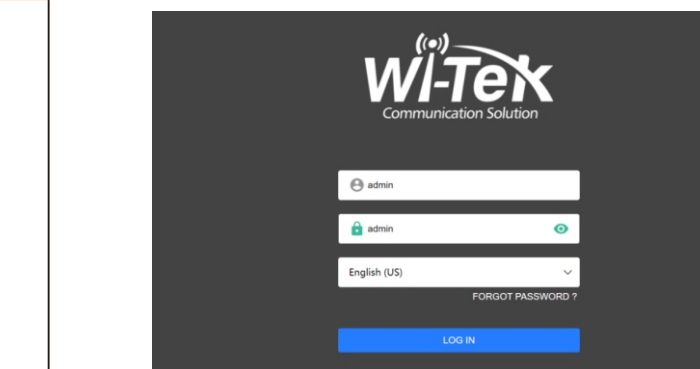 Wi-Tek
Communication Solution
admin
admin
English (US)
FORGOT PASSWORD ?
LOG IN